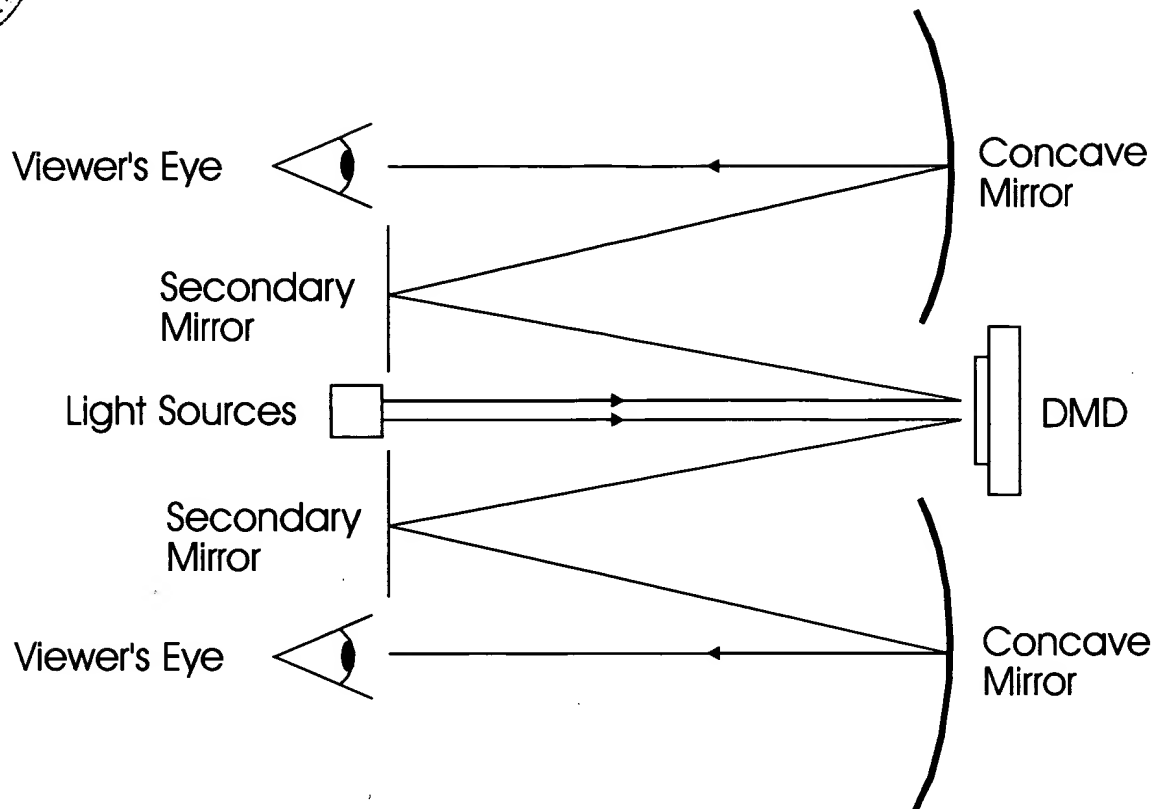 Viewer's Eye
Concave
Mirror
Secondary
Mirror
Light Sources
DMD
Secondary
Mirror
Viewer's Eye
Concave
Mirror